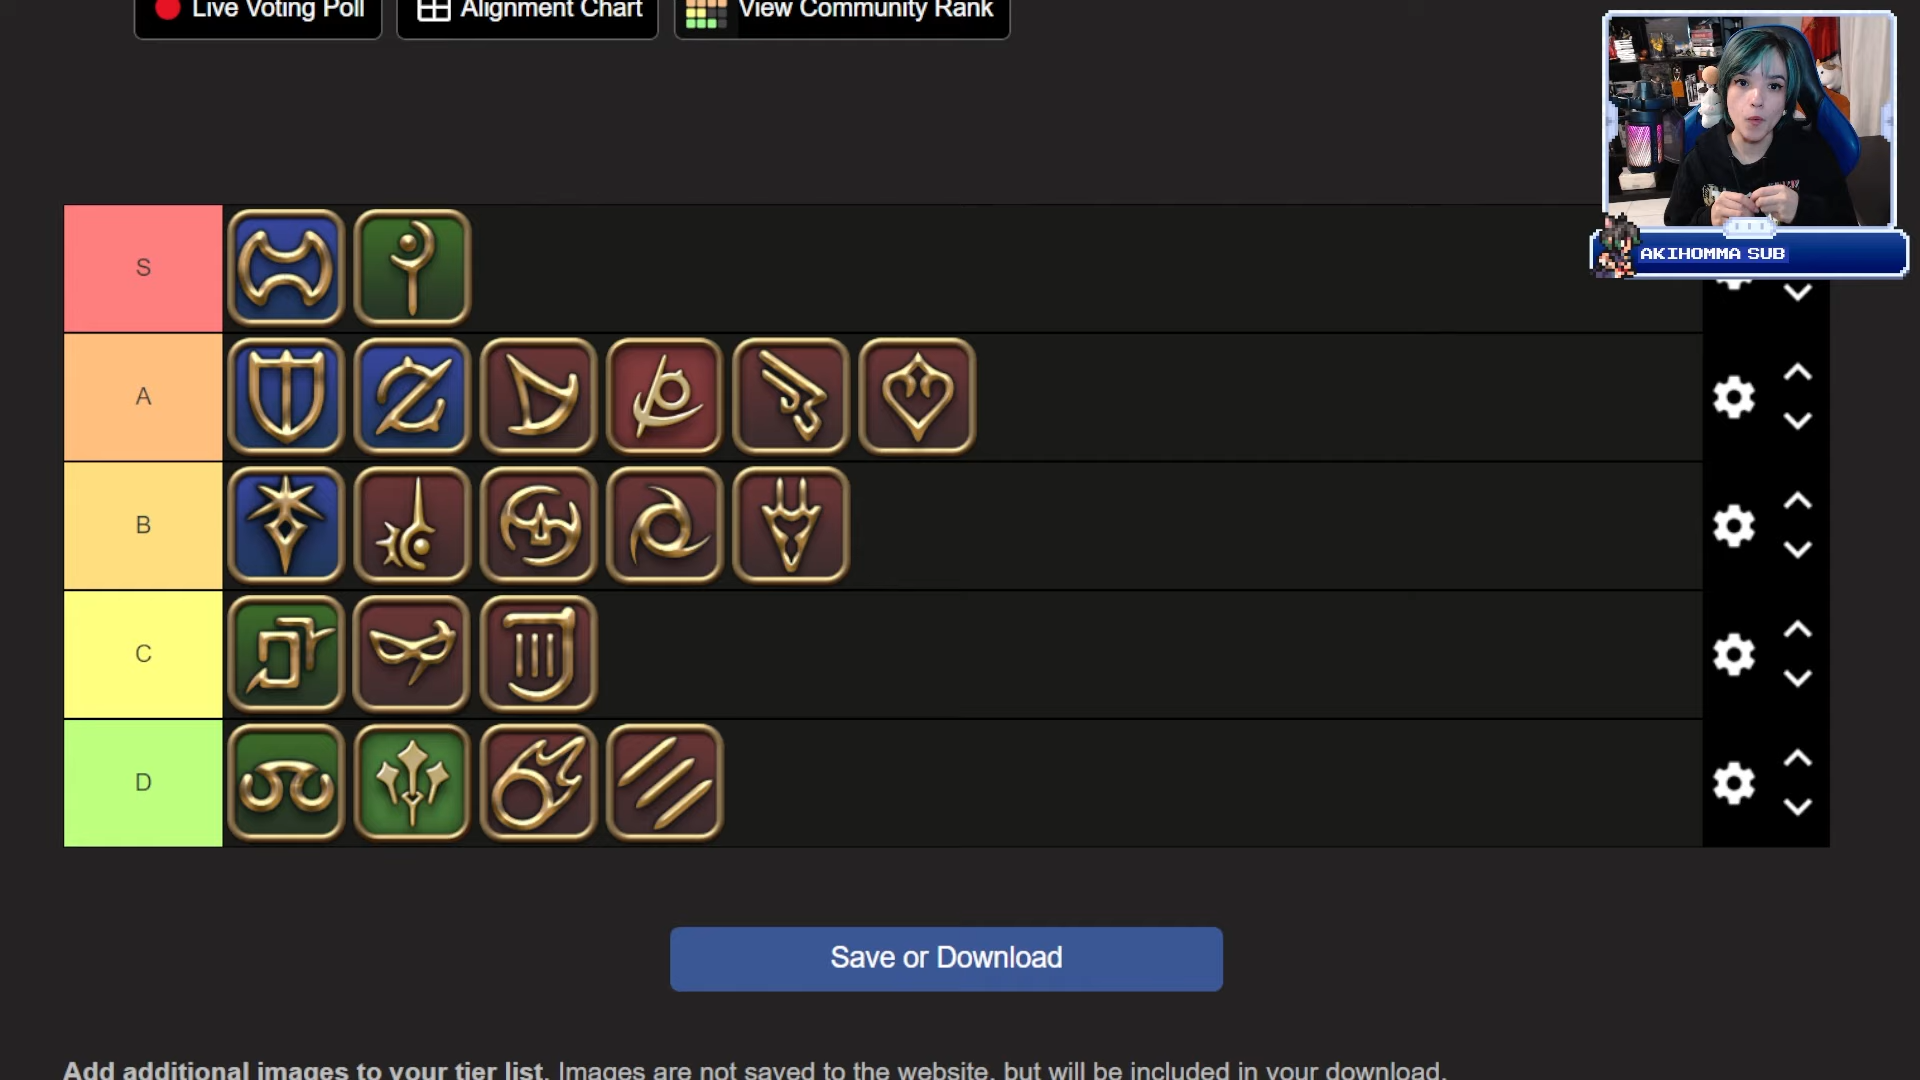 Live Voting Poll
Alignment Chart
View Community Rank
AKIHOMMA SUB
S
A
B
C
D
Save or Download
Add additional images to your tier list. Images are not saved to the website, but will be included in your download.